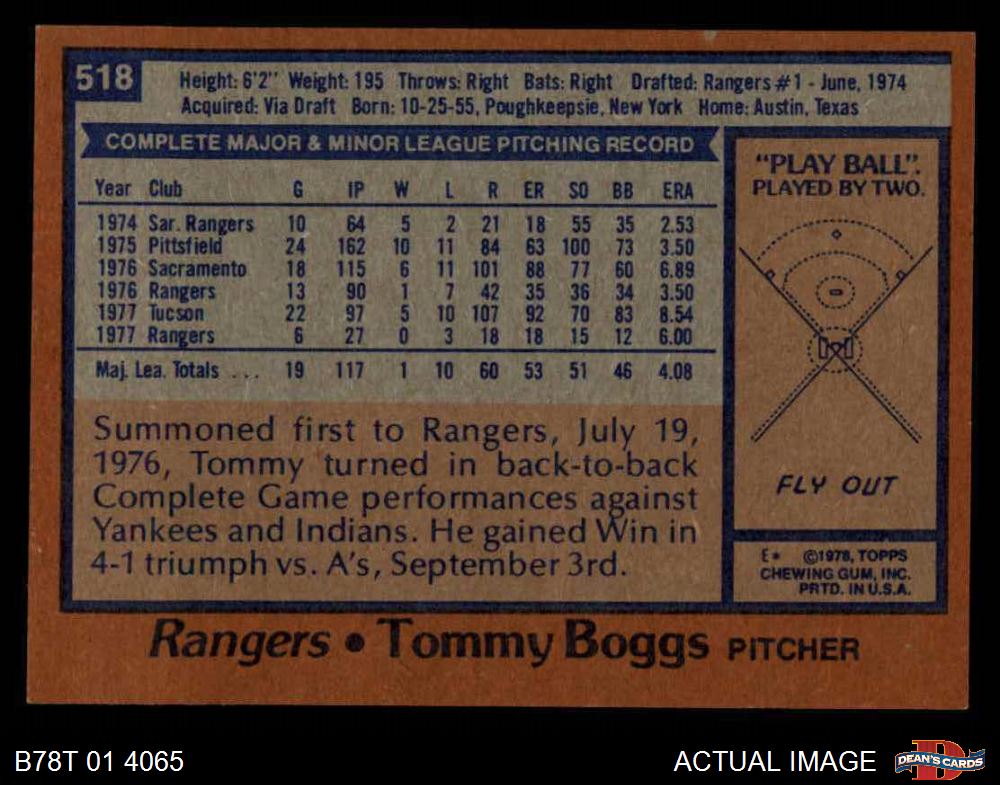 518
Height: 6'2" Weight: 195 Throws: Right Bats: Right Drafted: Rangers #1 - June, 1974
Acquired: Via Draft Born: 10-25-55, Poughkeepsie, New York Home: Austin, Texas
COMPLETE MAJOR & MINOR LEAGUE PITCHING RECORD
Year Club G IP W L R ER SO BB ERA
1974 Sar. Rangers 10 64 5 2 21 18 55 35 2.53
1975 Pittsfield 24 162 10 11 84 63 100 73 3.50
1976 Sacramento 18 115 6 11 101 88 77 60 6.89
1976 Rangers 13 90 1 7 42 35 36 34 3.50
1977 Tucson 22 97 5 10 107 92 70 83 8.54
1977 Rangers 6 27 0 3 18 18 15 12 6.00
Maj. Lea. Totals ... 19 117 1 10 60 53 51 46 4.08
Summoned first to Rangers, July 19,
1976, Tommy turned in back-to-back
Complete Game performances against
Yankees and Indians. He gained Win in
4-1 triumph vs. A's, September 3rd.
"PLAY BALL".
PLAYED BY TWO.
FLY OUT
E* ©1978, TOPPS
CHEWING GUM, INC.
PRTD. IN U.S.A.
Rangers • Tommy Boggs PITCHER
B78T 01 4065
ACTUAL IMAGE
D
DEAN'S CARDS